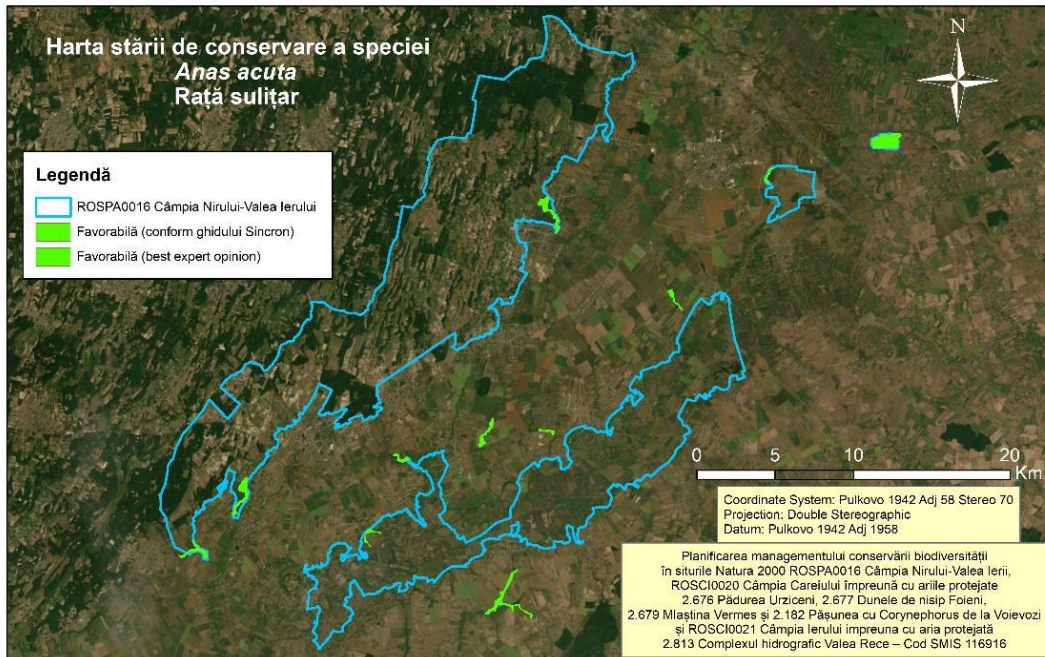 Harta stării de conservare a speciei
Anas acuta
Rață sulițar
N
Legendă
ROSPA0016 Câmpia Nirului-Valea Ierului
Favorabilă (conform ghidului Sincron)
Favorabilă (best expert opinion)
0 5 10 20
Km
Coordinate System: Pulkovo 1942 Adj 58 Stereo 70
Projection: Double Stereographic
Datum: Pulkovo 1942 Adj 1958
Planificarea managementului conservării biodiversității
în siturile Natura 2000 ROSPA0016 Câmpia Nirului-Valea Ierii,
ROSCI0020 Câmpia Careiului împreună cu ariile protejate
2.676 Pădurea Urziceni, 2.677 Dunele de nisip Foieni,
2.679 Mlaștina Vermes și 2.182 Pășunea cu Corynephorus de la Voievozi
și ROSCI0021 Câmpia Ierului impreuna cu aria protejată
2.813 Complexul hidrografic Valea Rece – Cod SMIS 116916